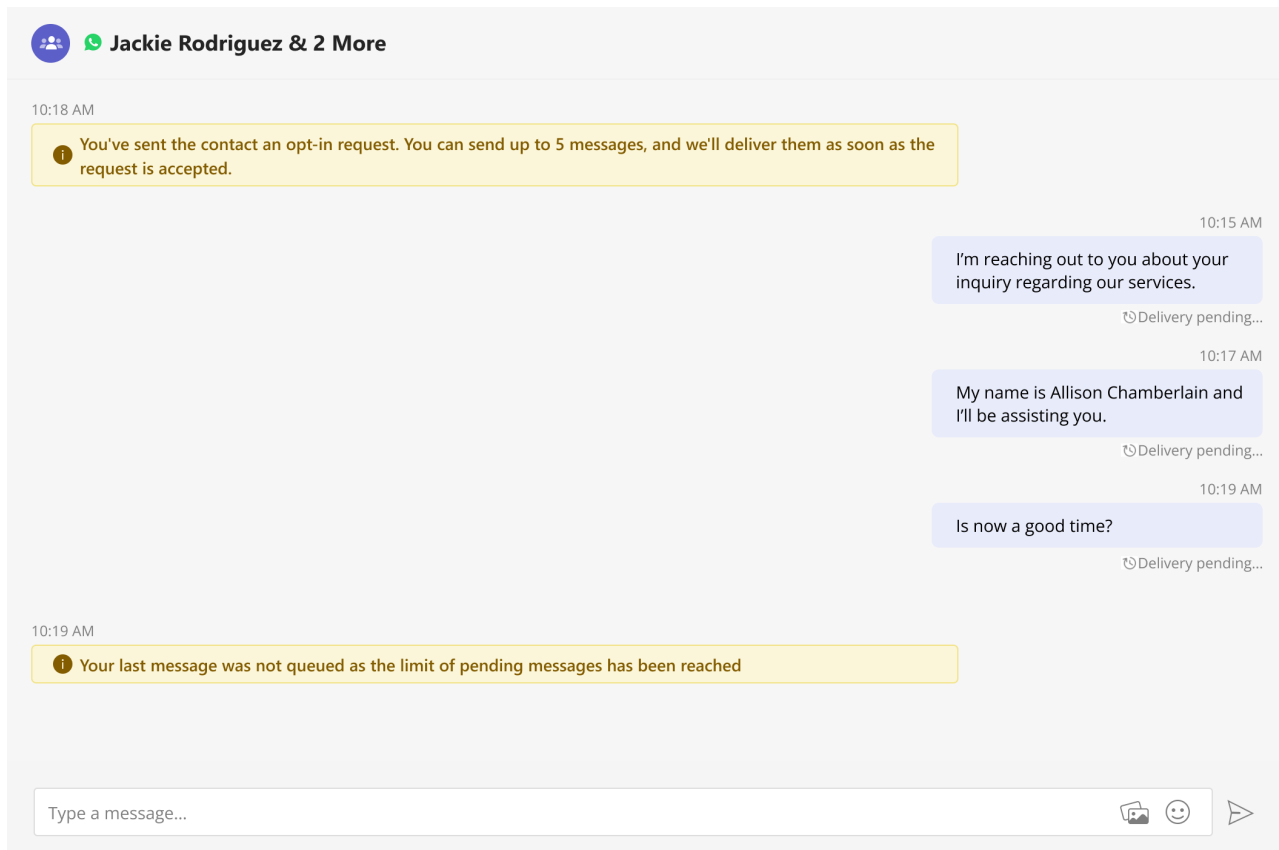 Jackie Rodriguez & 2 More
10:18 AM
You've sent the contact an opt-in request. You can send up to 5 messages, and we'll deliver them as soon as the
request is accepted.
10:15 AM
I’m reaching out to you about your
inquiry regarding our services.
Delivery pending...
10:17 AM
My name is Allison Chamberlain and
I’ll be assisting you.
Delivery pending...
10:19 AM
Is now a good time?
Delivery pending...
10:19 AM
Your last message was not queued as the limit of pending messages has been reached
Type a message...